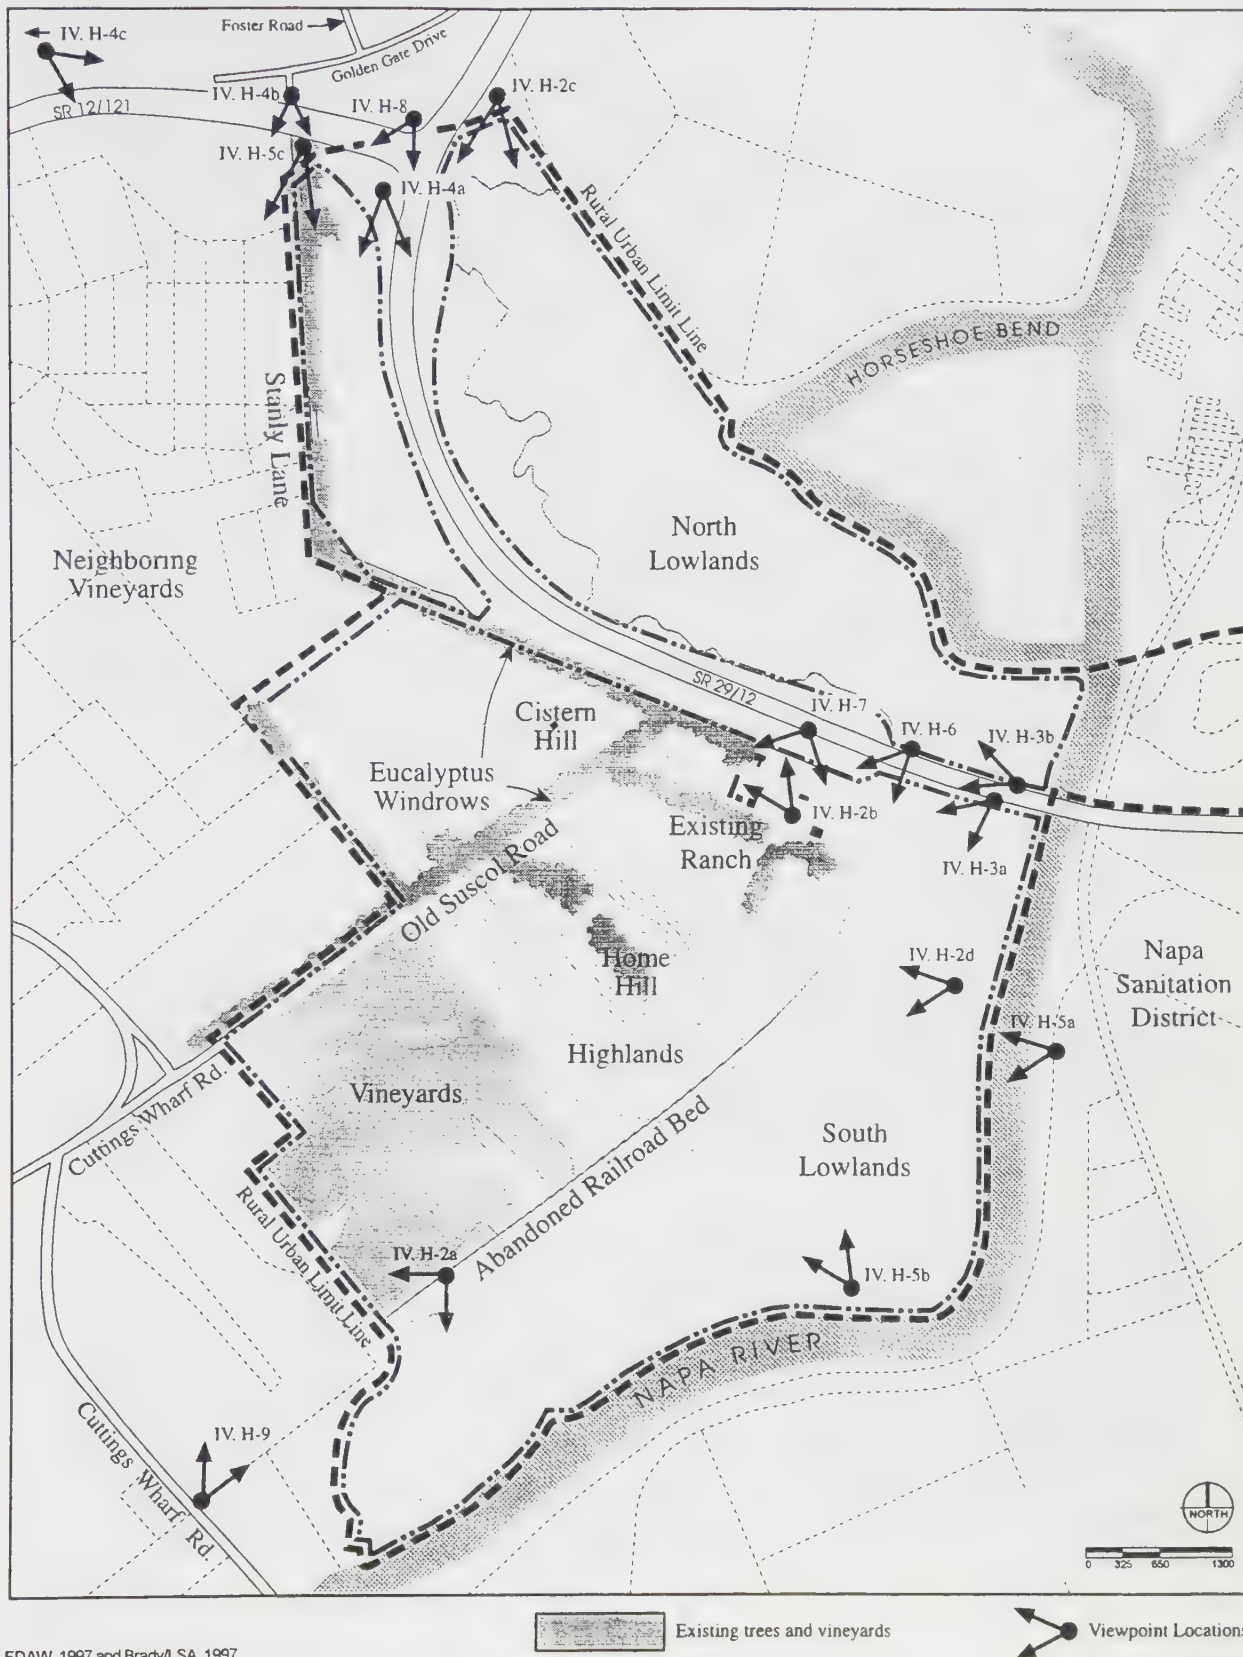 IV. H-4c
Foster Road
Golden Gate Drive
IV. H-4b
IV. H-8
IV. H-2c
SR 12/121
IV. H-5c
IV. H-4a
Rural Urban Limit Line
HORSESHOE BEND
Stanly Lane
North
Lowlands
Neighboring
Vineyards
SR 29/12
IV. H-7
Cistern
Hill
IV. H-6
IV. H-3b
Eucalyptus
Windrows
IV. H-2b
Existing
Ranch
IV. H-3a
Old Suscol Road
Home
Hill
IV. H-2d
Napa
Sanitation
District
IV. H-5a
Highlands
Vineyards
Cuttings Wharf Rd.
South
Lowlands
Abandoned Railroad Bed
Rural Urban Limit Line
IV. H-2a
IV. H-5b
NAPA RIVER
Cuttings Wharf Rd.
IV. H-9
NORTH
0 325 650 1300
Existing trees and vineyards
Viewpoint Locations
EDAW, 1997 and Brady/LSA, 1997